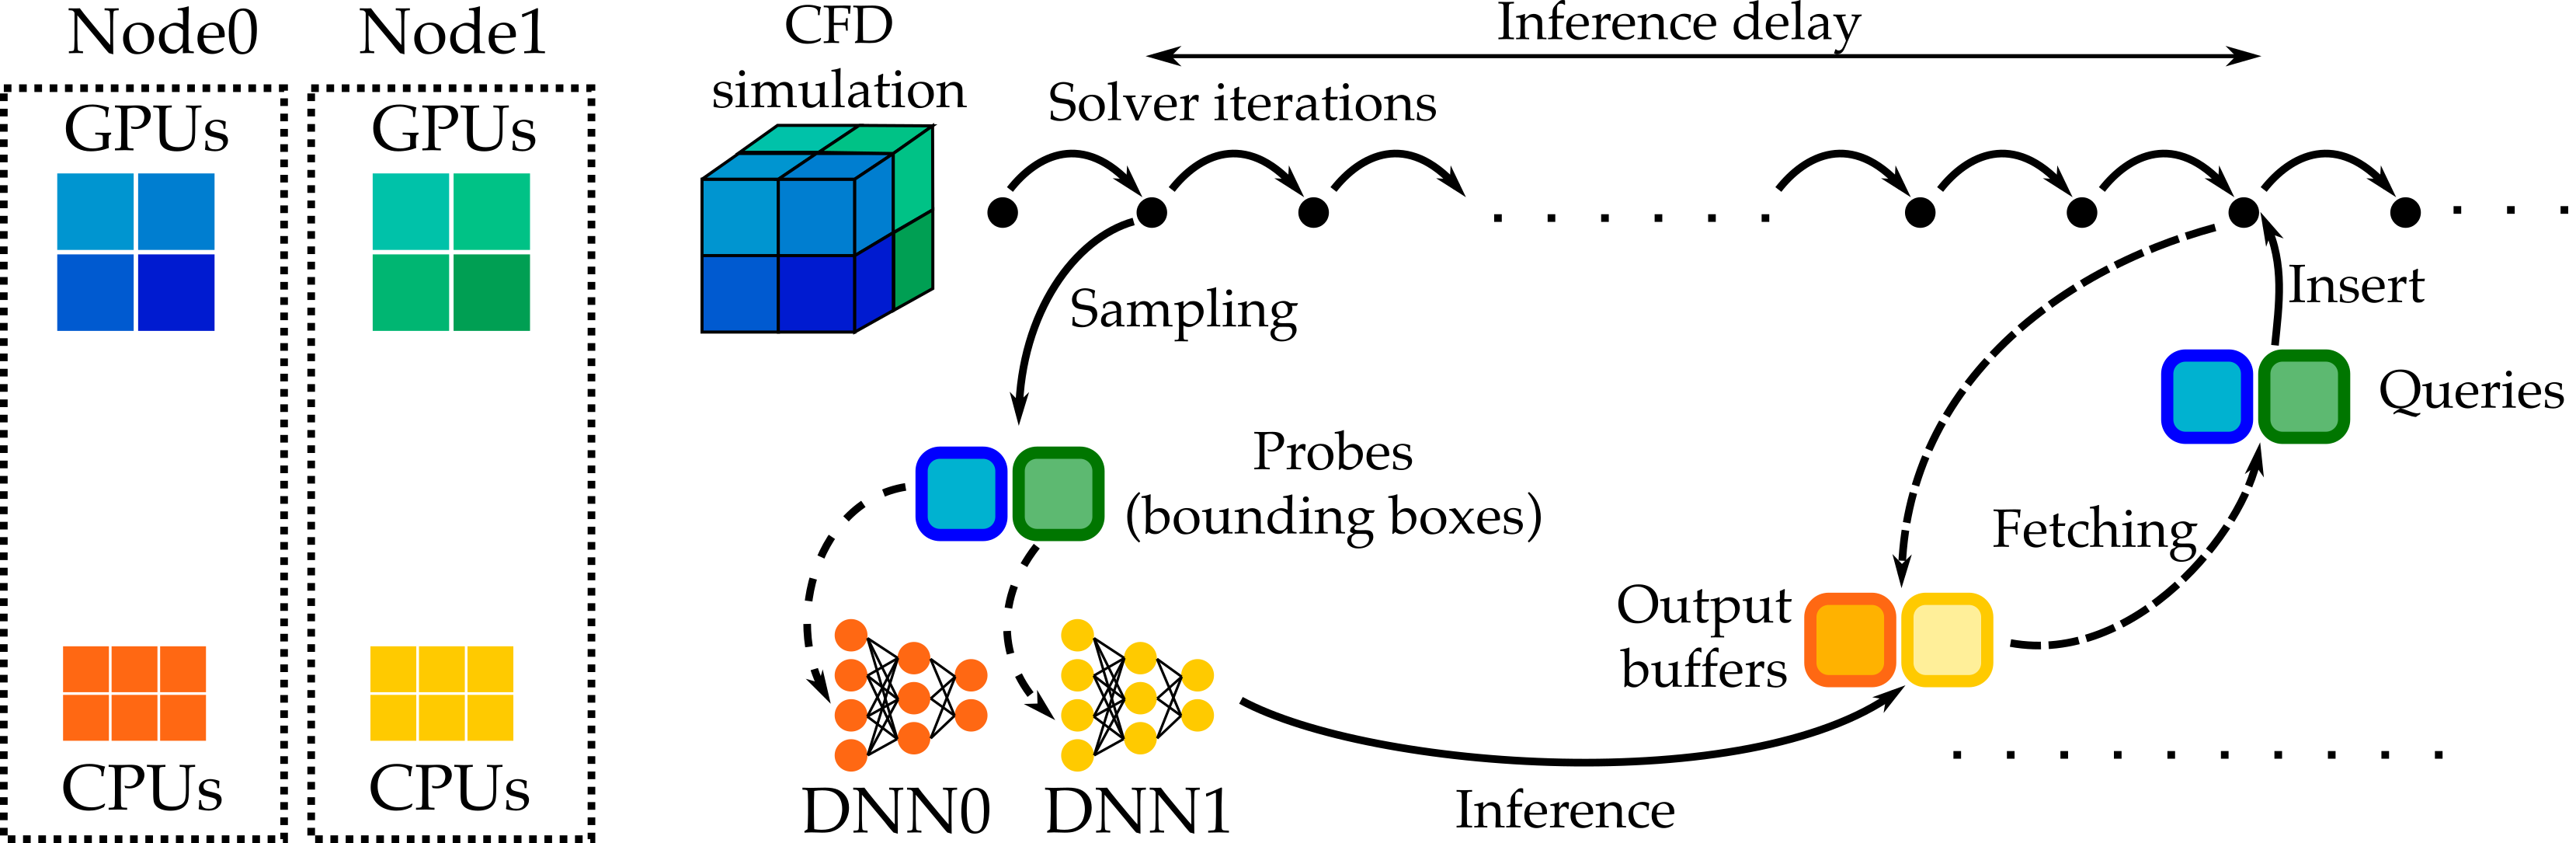 Node0
GPUs
CPUs
Node1
GPUs
CPUs
CFD
simulation
Inference delay
Solver iterations
Sampling
Probes
(bounding boxes)
DNN0
DNN1
Inference
Output
buffers
Fetching
Queries
Insert